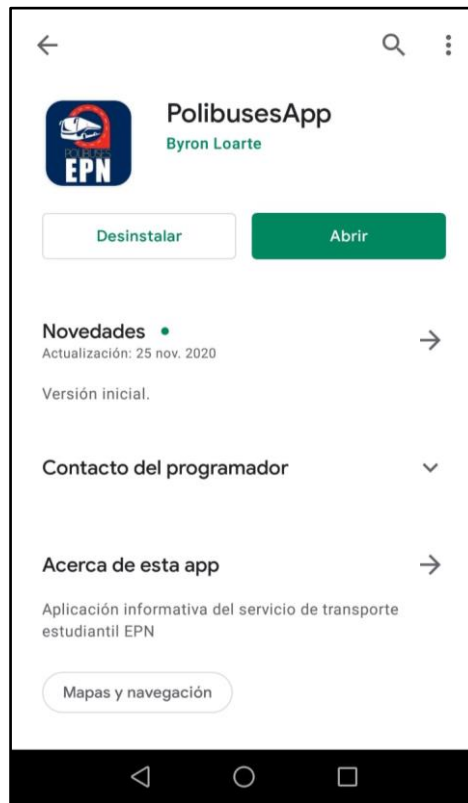 PolibusesApp
Byron Loarte
POLIBUSES
EPN
Desinstalar
Abrir
Novedades
Actualización: 25 nov. 2020
Versión inicial.
Contacto del programador
Acerca de esta app
Aplicación informativa del servicio de transporte
estudiantil EPN
Mapas y navegación